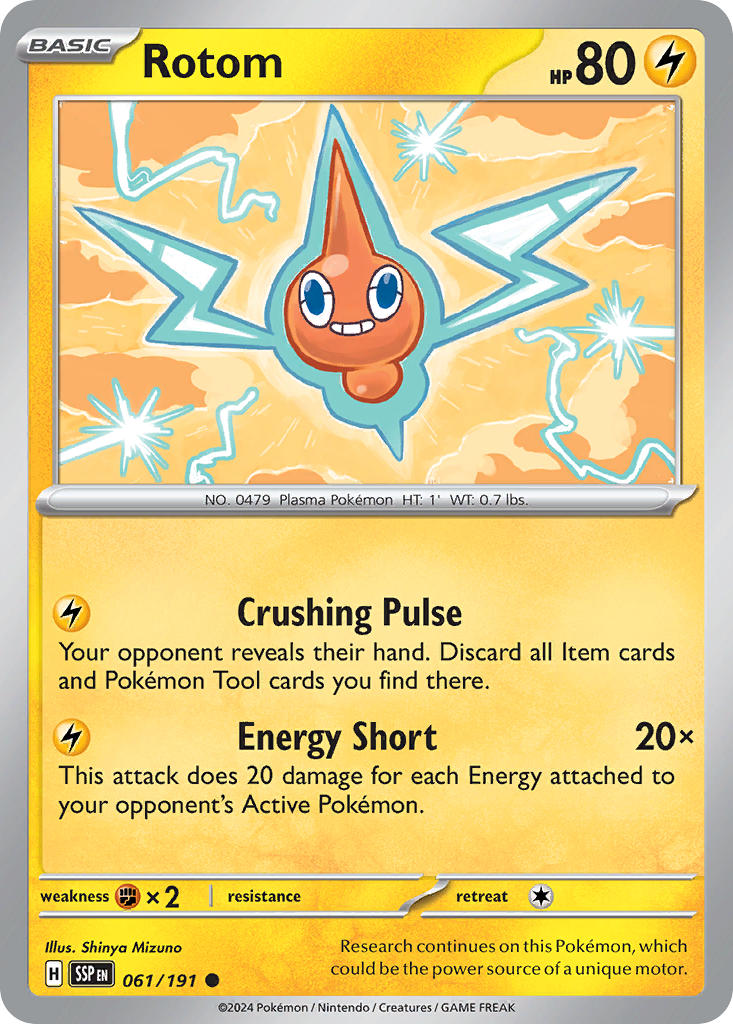 BASIC
Rotom
HP 80
NO. 0479 Plasma Pokémon HT: 1' WT: 0.7 lbs.
Crushing Pulse
Your opponent reveals their hand. Discard all Item cards
and Pokémon Tool cards you find there.
Energy Short 20×
This attack does 20 damage for each Energy attached to
your opponent's Active Pokémon.
weakness ×2 resistance retreat
Illus. Shinya Mizuno
Research continues on this Pokémon, which
could be the power source of a unique motor.
H SSP EN 061/191
©2024 Pokémon / Nintendo / Creatures / GAME FREAK